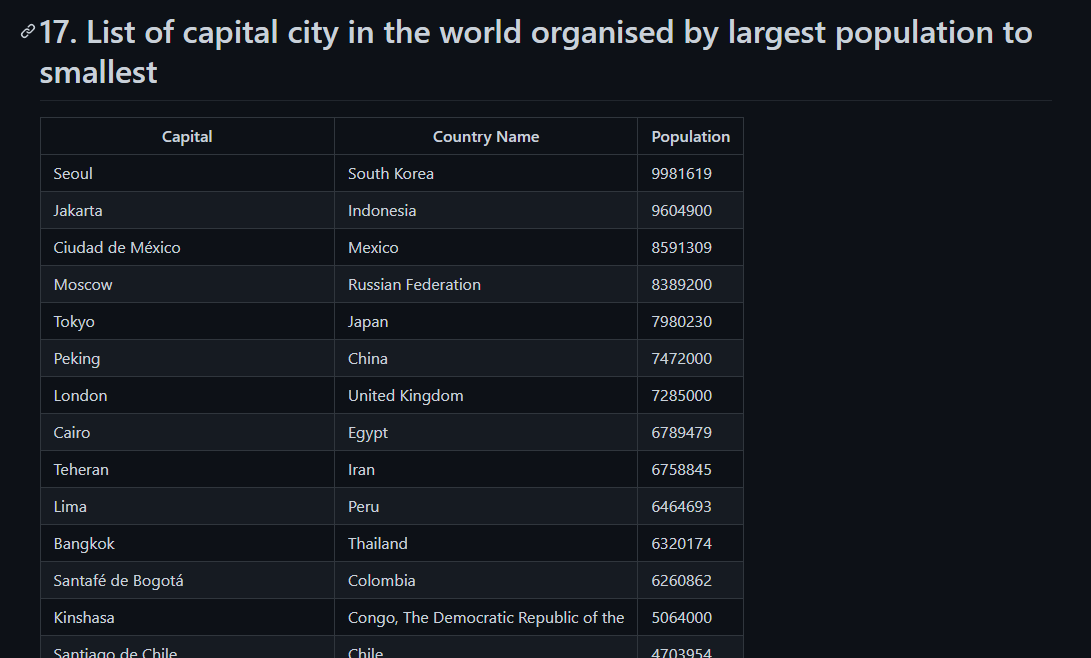 17. List of capital city in the world organised by largest population to
smallest
Capital Country Name Population
Seoul South Korea 9981619
Jakarta Indonesia 9604900
Ciudad de México Mexico 8591309
Moscow Russian Federation 8389200
Tokyo Japan 7980230
Peking China 7472000
London United Kingdom 7285000
Cairo Egypt 6789479
Teheran Iran 6758845
Lima Peru 6464693
Bangkok Thailand 6320174
Santafé de Bogotá Colombia 6260862
Kinshasa Congo, The Democratic Republic of the 5064000
Santiago de Chile Chile 4703954